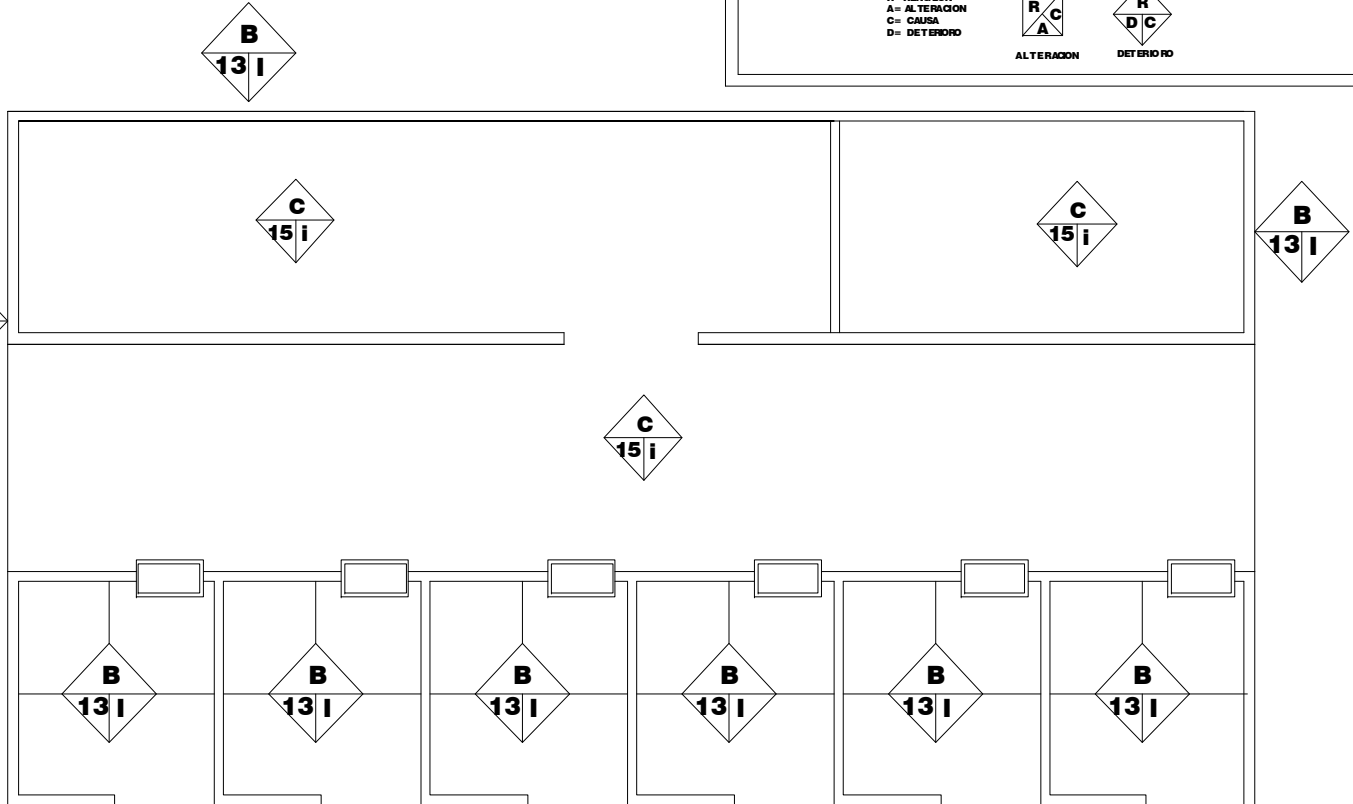 A= ALTERACION
C= CAUSA
D= DETERIORO
R
C
A
ALTERACION
R
D C
DETERIORO
B
13 I
C
15 i
C
15 i
B
13 I
C
15 i
B
13 I
B
13 I
B
13 I
B
13 I
B
13 I
B
13 I